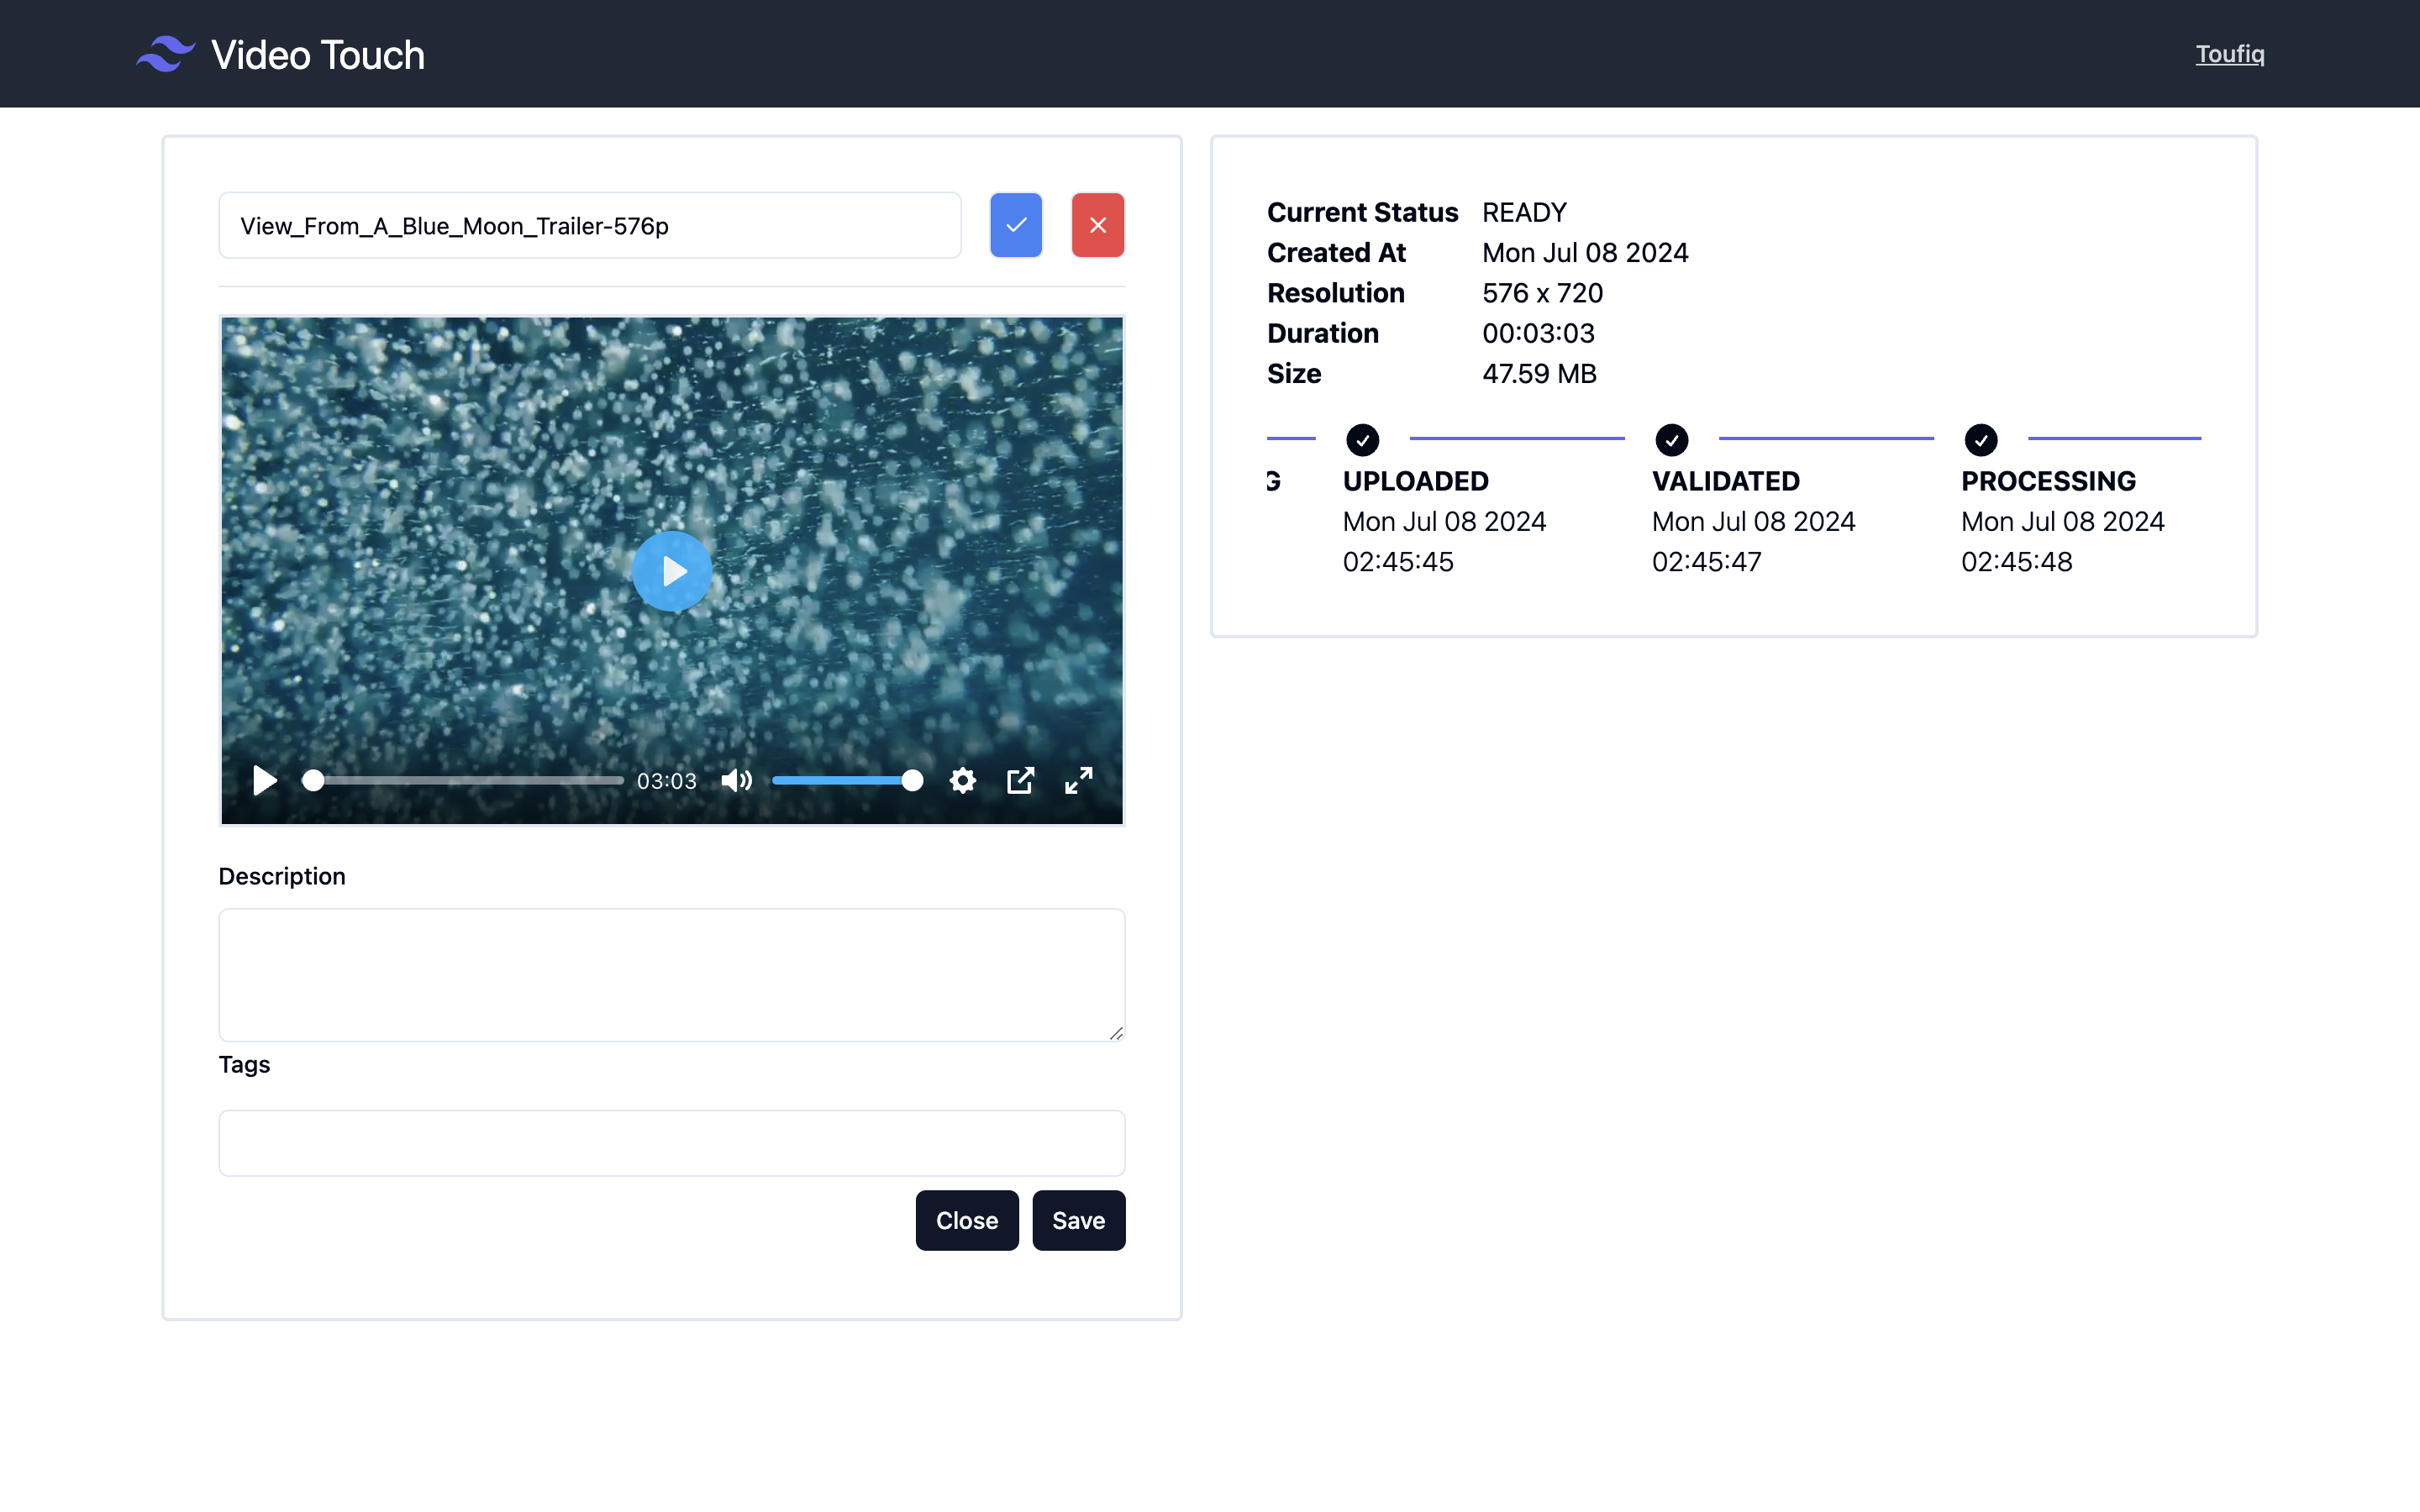 Video Touch
Toufiq
View_From_A_Blue_Moon_Trailer-576p
03:03
Description
Tags
Close Save
Current Status READY
Created At Mon Jul 08 2024
Resolution 576 x 720
Duration 00:03:03
Size 47.59 MB
G UPLOADED VALIDATED PROCESSING
Mon Jul 08 2024 Mon Jul 08 2024 Mon Jul 08 2024
02:45:45 02:45:47 02:45:48